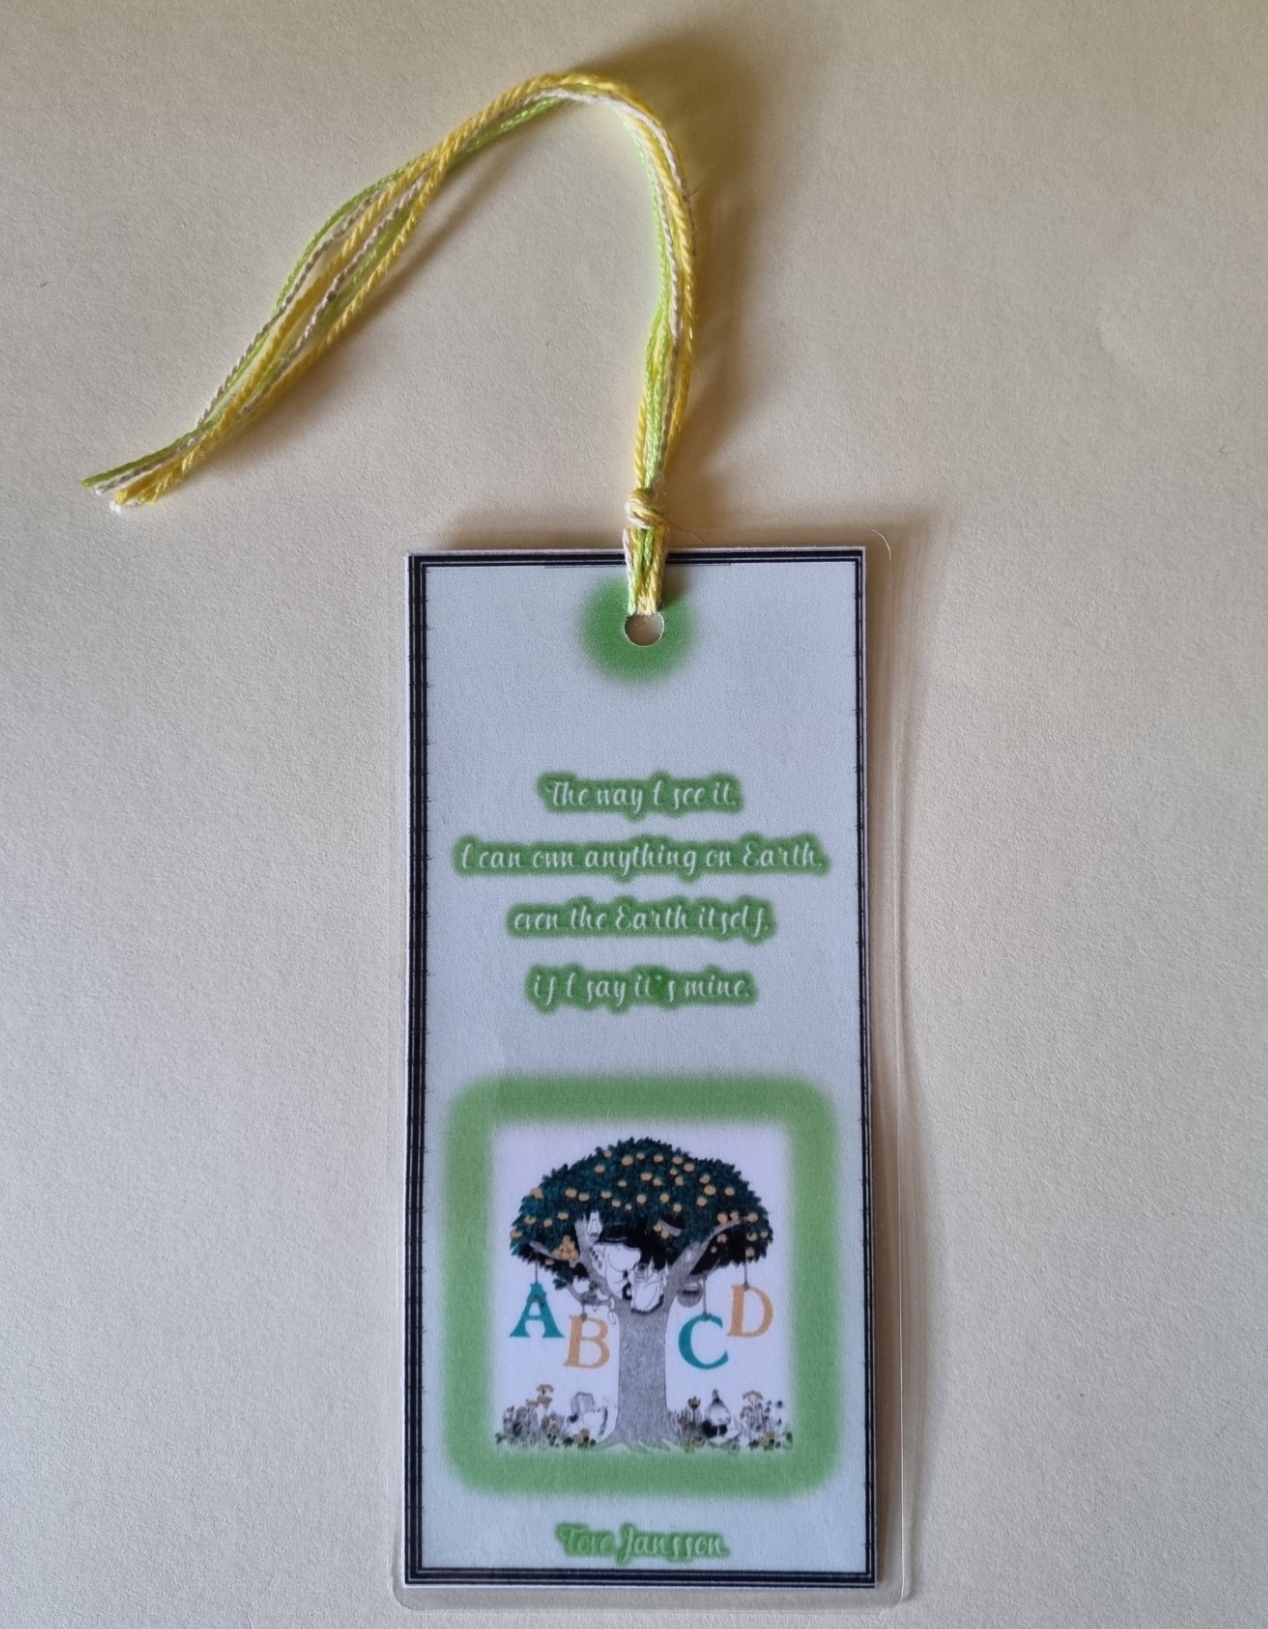 The way I see it,
I can own anything on Earth,
even the Earth itself,
if I say it's mine.
A B C D
Tove Jansson